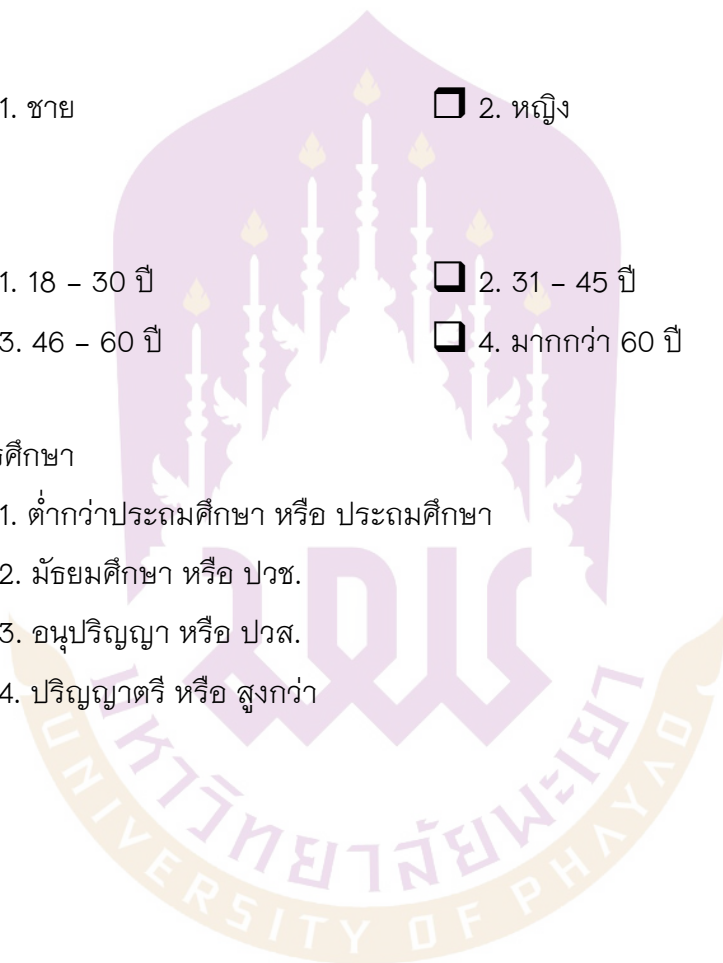 1. ชาย ❑ 2. หญิง
1. 18 – 30 ปี ❑ 2. 31 – 45 ปี
3. 46 – 60 ปี ❑ 4. มากกว่า 60 ปี
ศึกษา
1. ต่ำกว่าประถมศึกษา หรือ ประถมศึกษา
2. มัธยมศึกษา หรือ ปวช.
3. อนุปริญญา หรือ ปวส.
4. ปริญญาตรี หรือ สูงกว่า
มหาวิทยาลัยพะเยา
UNIVERSITY OF PHAYAO